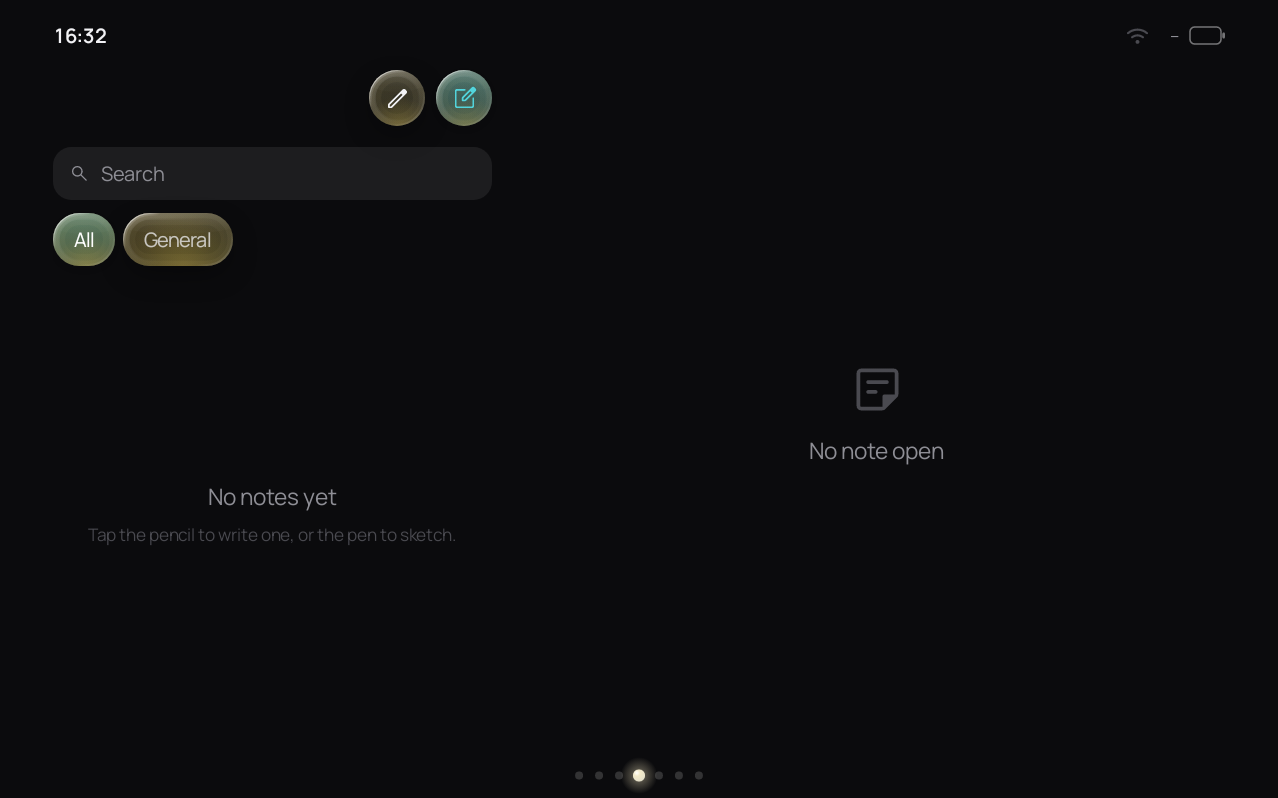 16:32
Search
All
General
No note open
No notes yet
Tap the pencil to write one, or the pen to sketch.